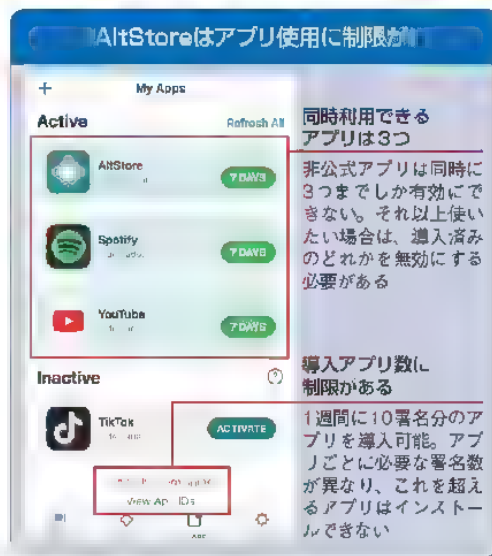 AltStoreはアプリ使用に制限が
My Apps
Active
Refresh All
AltStore
7 DAYS
Spotify
7 DAYS
YouTube
7 DAYS
Inactive
TikTok
ACTIVATE
View App IDs
同時利用できる
アプリは3つ
非公式アプリは同時に
3つまでしか有効にで
きない。それ以上使い
たい場合は、導入済み
のどれかを無効にする
必要がある
導入アプリ数に
制限がある
1週間に10署名分のア
プリを導入可能。アプ
リごとに必要な署名数
が異なり、これを超え
るアプリはインストー
ルできない